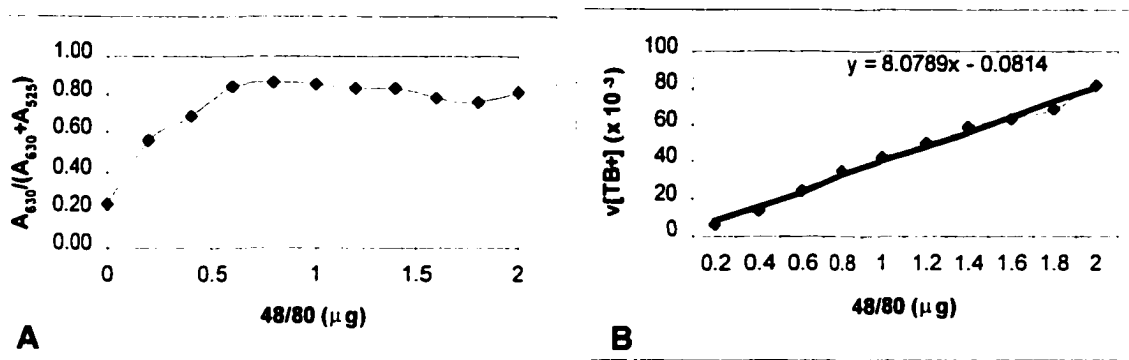 A630/(A630+A525)
1.00
0.80
0.60
0.40
0.20
0.00
0 0.5 1 1.5 2
48/80 (μg)
A
v[TB+] (x 10-3)
100
80
60
40
20
0
y = 8.0789x - 0.0814
0.2 0.4 0.6 0.8 1 1.2 1.4 1.6 1.8 2
48/80 (μg)
B